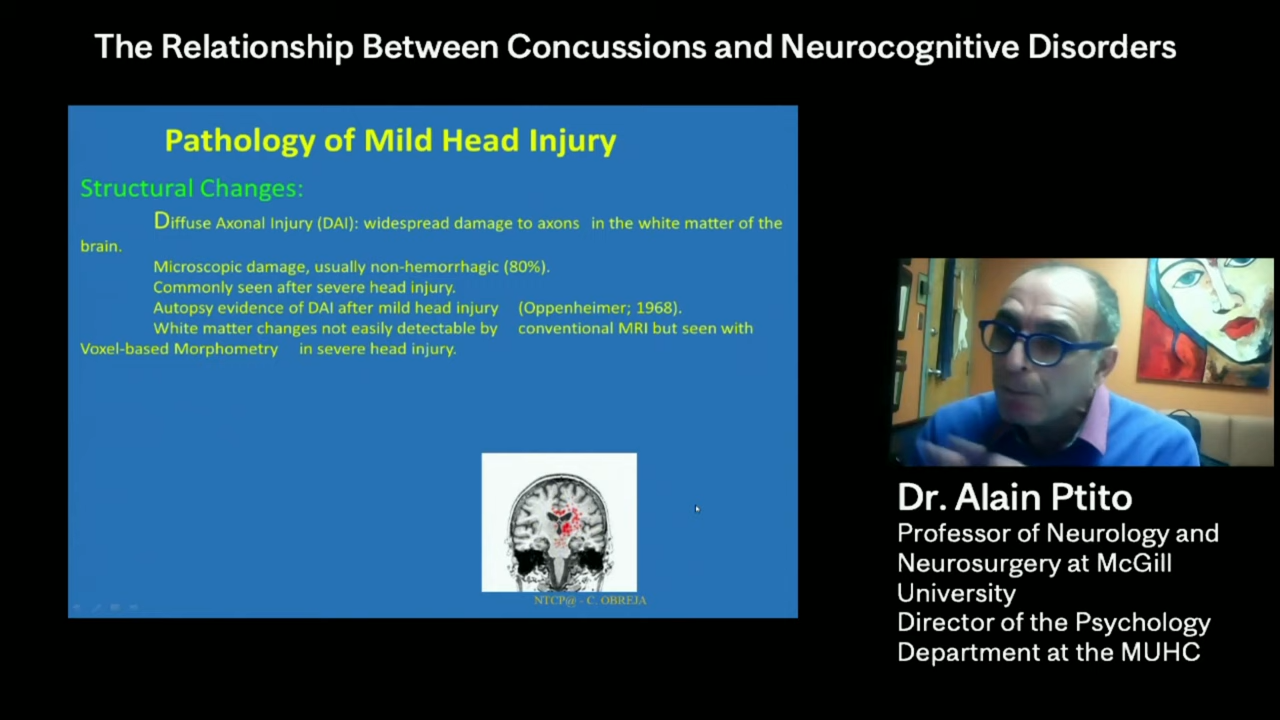 The Relationship Between Concussions and Neurocognitive Disorders
Pathology of Mild Head Injury
Structural Changes:
Diffuse Axonal Injury (DAI): widespread damage to axons in the white matter of the
brain.
Microscopic damage, usually non-hemorrhagic (80%).
Commonly seen after severe head injury.
Autopsy evidence of DAI after mild head injury (Oppenheimer; 1968).
White matter changes not easily detectable by conventional MRI but seen with
Voxel-based Morphometry in severe head injury.
NTCP@ - C. OBREJA
Dr. Alain Ptito
Professor of Neurology and
Neurosurgery at McGill
University
Director of the Psychology
Department at the MUHC